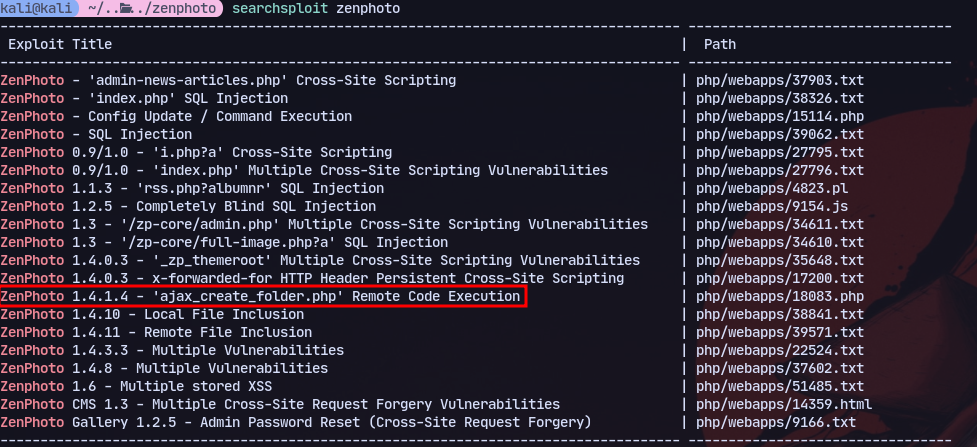 kali@kali ~/..📂../zenphoto searchsploit zenphoto
--------------------------------------------------------------------------------------- ---------------------------------
Exploit Title | Path
--------------------------------------------------------------------------------------- ---------------------------------
ZenPhoto - 'admin-news-articles.php' Cross-Site Scripting | php/webapps/37903.txt
ZenPhoto - 'index.php' SQL Injection | php/webapps/38326.txt
ZenPhoto - Config Update / Command Execution | php/webapps/15114.php
ZenPhoto - SQL Injection | php/webapps/39062.txt
ZenPhoto 0.9/1.0 - 'i.php?a' Cross-Site Scripting | php/webapps/27795.txt
ZenPhoto 0.9/1.0 - 'index.php' Multiple Cross-Site Scripting Vulnerabilities | php/webapps/27796.txt
ZenPhoto 1.1.3 - 'rss.php?albumnr' SQL Injection | php/webapps/4823.pl
ZenPhoto 1.2.5 - Completely Blind SQL Injection | php/webapps/9154.js
ZenPhoto 1.3 - '/zp-core/admin.php' Multiple Cross-Site Scripting Vulnerabilities | php/webapps/34611.txt
ZenPhoto 1.3 - '/zp-core/full-image.php?a' SQL Injection | php/webapps/34610.txt
ZenPhoto 1.4.0.3 - '_zp_themeroot' Multiple Cross-Site Scripting Vulnerabilities | php/webapps/35648.txt
ZenPhoto 1.4.0.3 - x-forwarded-for HTTP Header Persistent Cross-Site Scripting | php/webapps/17200.txt
ZenPhoto 1.4.1.4 - 'ajax_create_folder.php' Remote Code Execution | php/webapps/18083.php
ZenPhoto 1.4.10 - Local File Inclusion | php/webapps/38841.txt
ZenPhoto 1.4.11 - Remote File Inclusion | php/webapps/39571.txt
ZenPhoto 1.4.3.3 - Multiple Vulnerabilities | php/webapps/22524.txt
ZenPhoto 1.4.8 - Multiple Vulnerabilities | php/webapps/37602.txt
ZenPhoto 1.6 - Multiple stored XSS | php/webapps/51485.txt
ZenPhoto CMS 1.3 - Multiple Cross-Site Request Forgery Vulnerabilities | php/webapps/14359.html
ZenPhoto Gallery 1.2.5 - Admin Password Reset (Cross-Site Request Forgery) | php/webapps/9166.txt
--------------------------------------------------------------------------------------- ---------------------------------